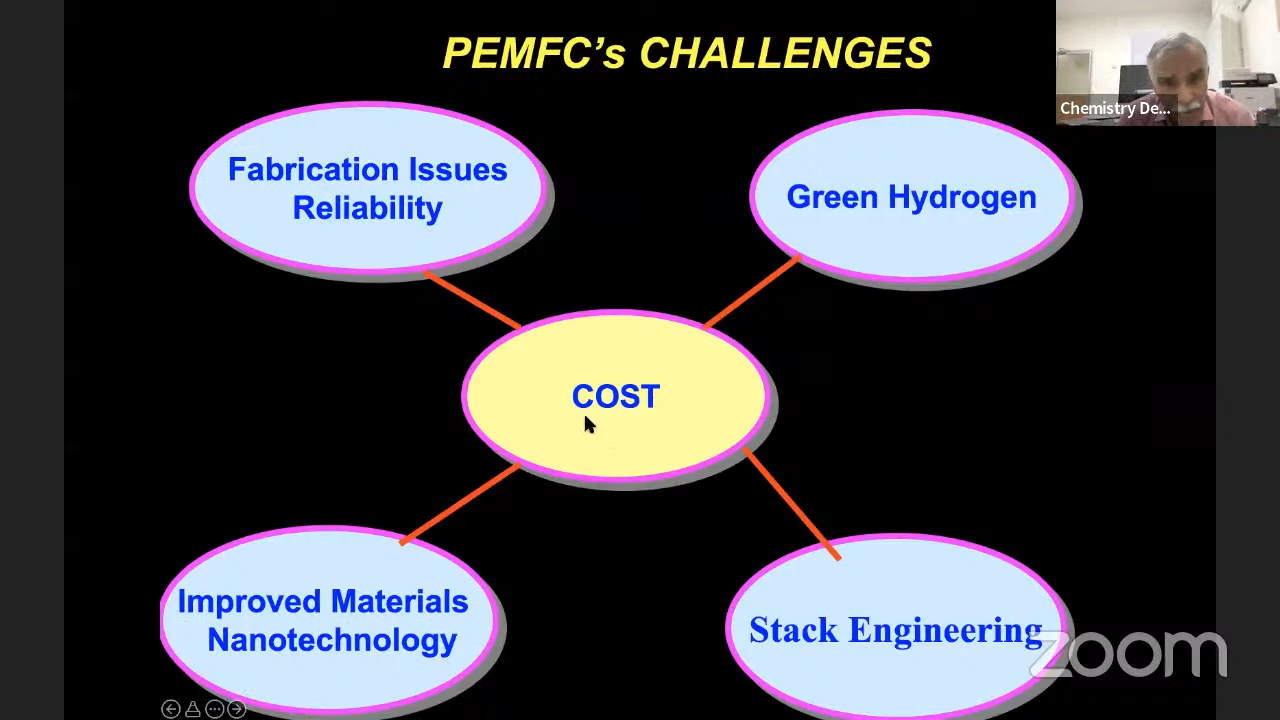 PEMFC's CHALLENGES
Chemistry De...
Fabrication Issues
Reliability
Green Hydrogen
COST
Improved Materials
Nanotechnology
Stack Engineering
zoom